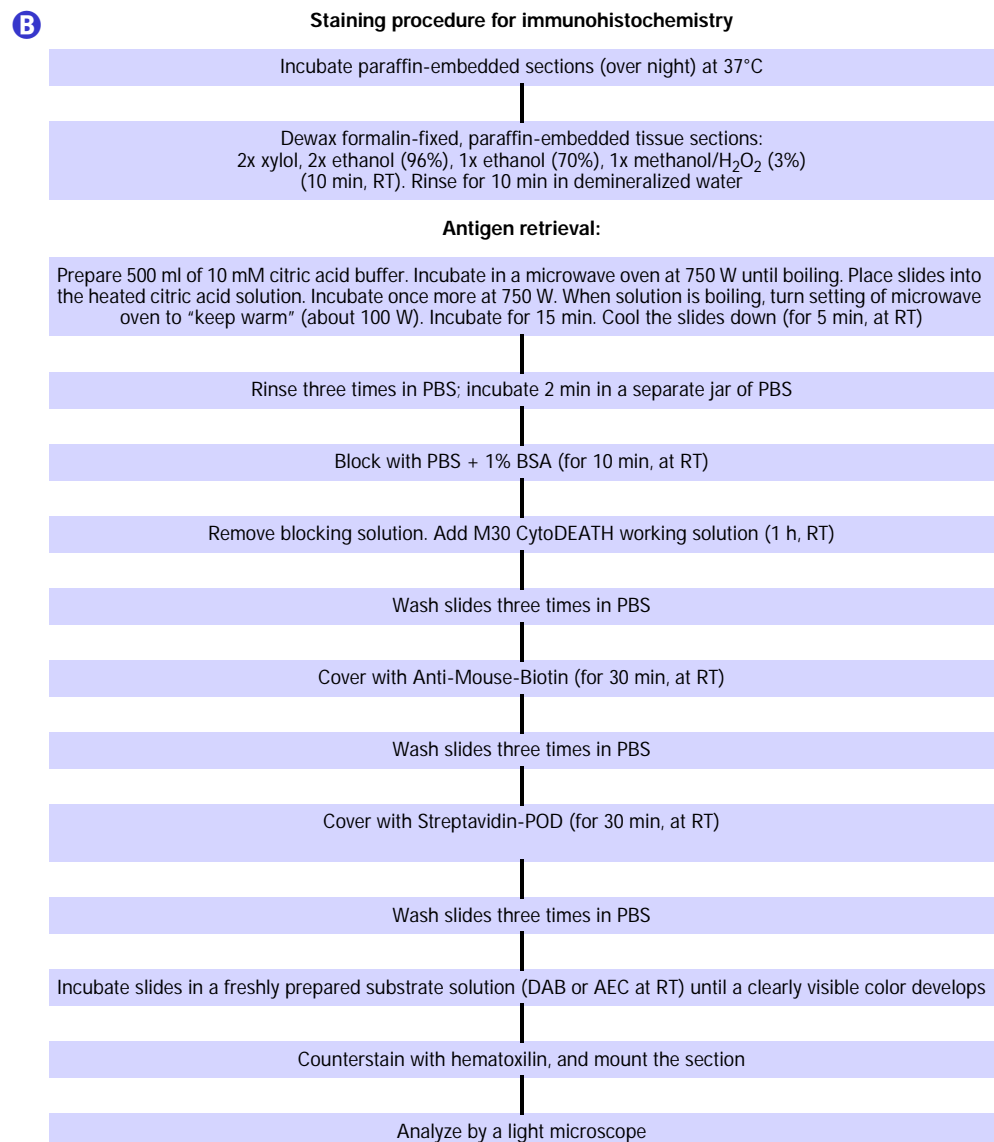 B
Staining procedure for immunohistochemistry
Incubate paraffin-embedded sections (over night) at 37°C
Dewax formalin-fixed, paraffin-embedded tissue sections:
2x xylol, 2x ethanol (96%), 1x ethanol (70%), 1x methanol/H₂O₂ (3%)
(10 min, RT). Rinse for 10 min in demineralized water
Antigen retrieval:
Prepare 500 ml of 10 mM citric acid buffer. Incubate in a microwave oven at 750 W until boiling. Place slides into
the heated citric acid solution. Incubate once more at 750 W. When solution is boiling, turn setting of microwave
oven to “keep warm” (about 100 W). Incubate for 15 min. Cool the slides down (for 5 min, at RT)
Rinse three times in PBS; incubate 2 min in a separate jar of PBS
Block with PBS + 1% BSA (for 10 min, at RT)
Remove blocking solution. Add M30 CytoDEATH working solution (1 h, RT)
Wash slides three times in PBS
Cover with Anti-Mouse-Biotin (for 30 min, at RT)
Wash slides three times in PBS
Cover with Streptavidin-POD (for 30 min, at RT)
Wash slides three times in PBS
Incubate slides in a freshly prepared substrate solution (DAB or AEC at RT) until a clearly visible color develops
Counterstain with hematoxilin, and mount the section
Analyze by a light microscope